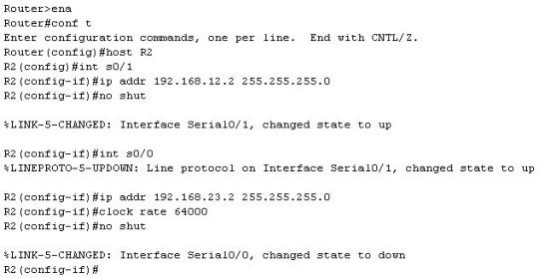 Router>ena
Router#conf t
Enter configuration commands, one per line.  End with CNTL/Z.
Router(config)#host R2
R2(config)#int s0/1
R2(config-if)#ip addr 192.168.12.2 255.255.255.0
R2(config-if)#no shut
%LINK-5-CHANGED: Interface Serial0/1, changed state to up
R2(config-if)#int s0/0
%LINEPROTO-5-UPDOWN: Line protocol on Interface Serial0/1, changed state to up
R2(config-if)#ip addr 192.168.23.2 255.255.255.0
R2(config-if)#clock rate 64000
R2(config-if)#no shut
%LINK-5-CHANGED: Interface Serial0/0, changed state to down
R2(config-if)#